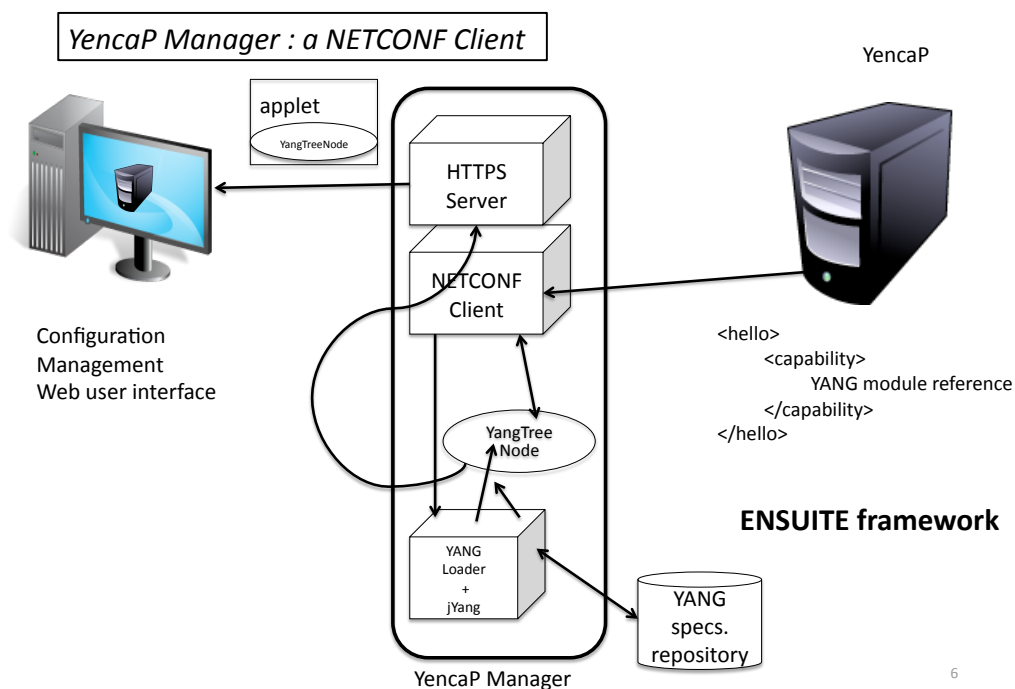 YencaP Manager : a NETCONF Client
YencaP
applet
YangTreeNode
HTTPS
Server
NETCONF
Client
Configuration
Management
Web user interface
<hello>
<capability>
YANG module reference
</capability>
</hello>
YangTree
Node
ENSUITE framework
YANG
Loader
+
jYang
YANG
specs.
repository
YencaP Manager
6